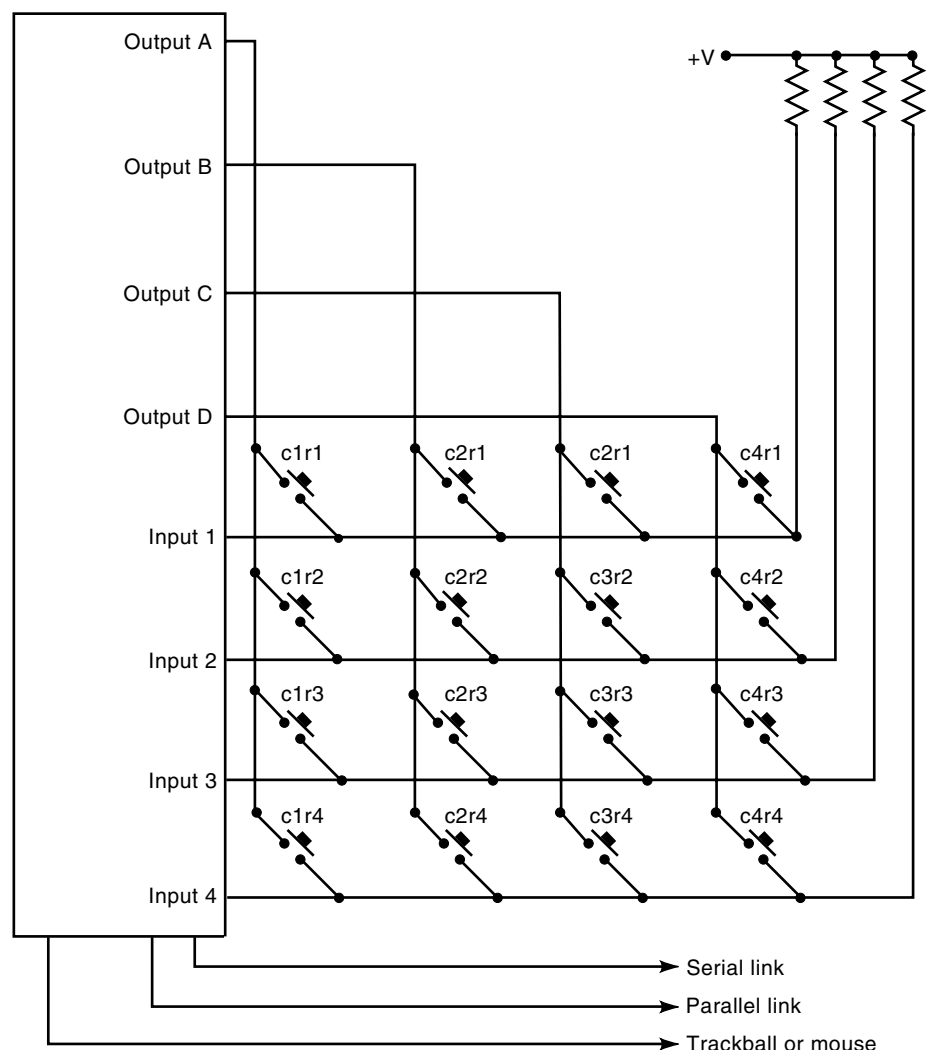 Output A
+V
Output B
Output C
Output D
c1r1 c2r1 c2r1 c4r1
Input 1
c1r2 c2r2 c3r2 c4r2
Input 2
c1r3 c2r3 c3r3 c4r3
Input 3
c1r4 c2r4 c3r4 c4r4
Input 4
Serial link
Parallel link
Trackball or mouse